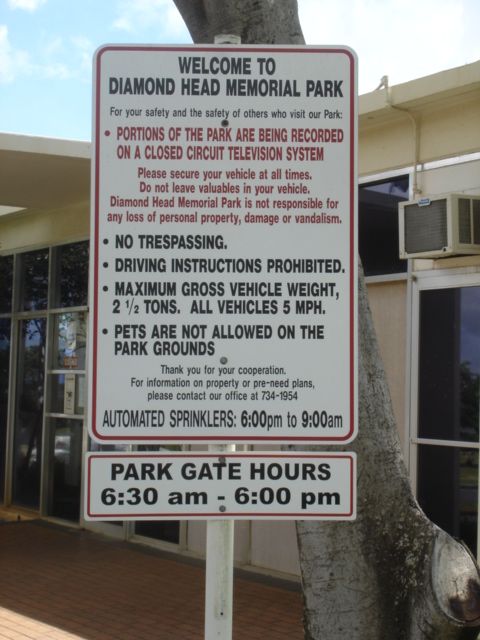 WELCOME TO
DIAMOND HEAD MEMORIAL PARK
For your safety and the safety of others who visit our Park:
• PORTIONS OF THE PARK ARE BEING RECORDED
ON A CLOSED CIRCUIT TELEVISION SYSTEM
Please secure your vehicle at all times.
Do not leave valuables in your vehicle.
Diamond Head Memorial Park is not responsible for
any loss of personal property, damage or vandalism.
• NO TRESPASSING.
• DRIVING INSTRUCTIONS PROHIBITED.
• MAXIMUM GROSS VEHICLE WEIGHT,
2 1/2 TONS. ALL VEHICLES 5 MPH.
• PETS ARE NOT ALLOWED ON THE
PARK GROUNDS
Thank you for your cooperation.
For information on property or pre-need plans,
please contact our office at 734-1954
AUTOMATED SPRINKLERS: 6:00pm to 9:00am
PARK GATE HOURS
6:30 am - 6:00 pm